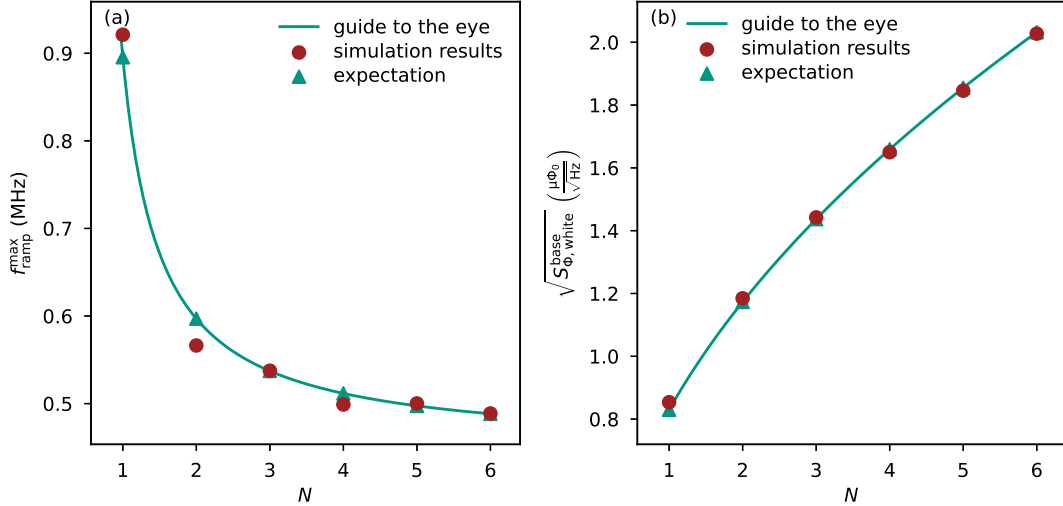 (a)
guide to the eye
simulation results
expectation
0.9
0.8
0.7
0.6
0.5
1 2 3 4 5 6
N
f_ramp^max (MHz)
(b)
guide to the eye
simulation results
expectation
2.0
1.8
1.6
1.4
1.2
1.0
0.8
1 2 3 4 5 6
N
√S_Φ,white^base (μΦ₀/√Hz)